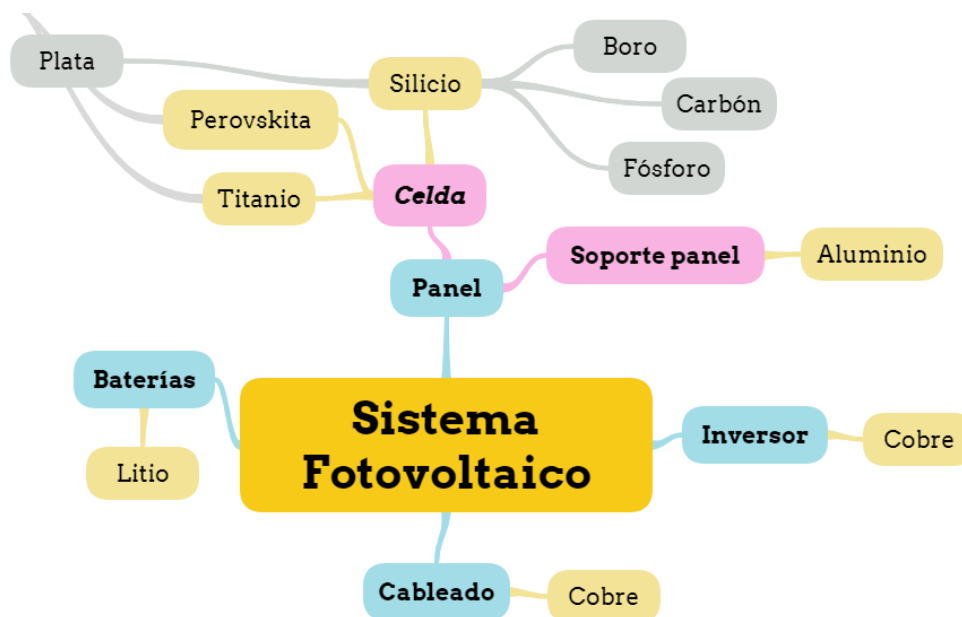 Boro
Plata
Silicio
Carbón
Perovskita
Fósforo
Titanio
Celda
Soporte panel
Aluminio
Panel
Baterías
Sistema
Fotovoltaico
Inversor
Cobre
Litio
Cableado
Cobre